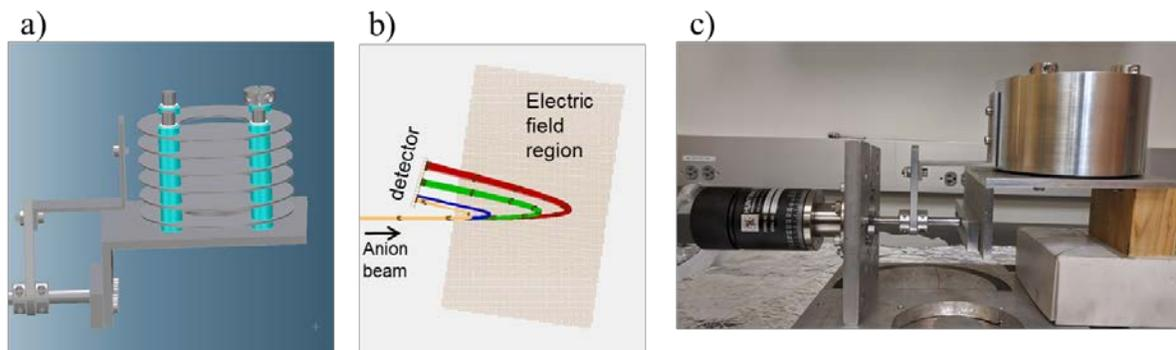 a)
b)
c)
Electric
field
region
detector
Anion
beam